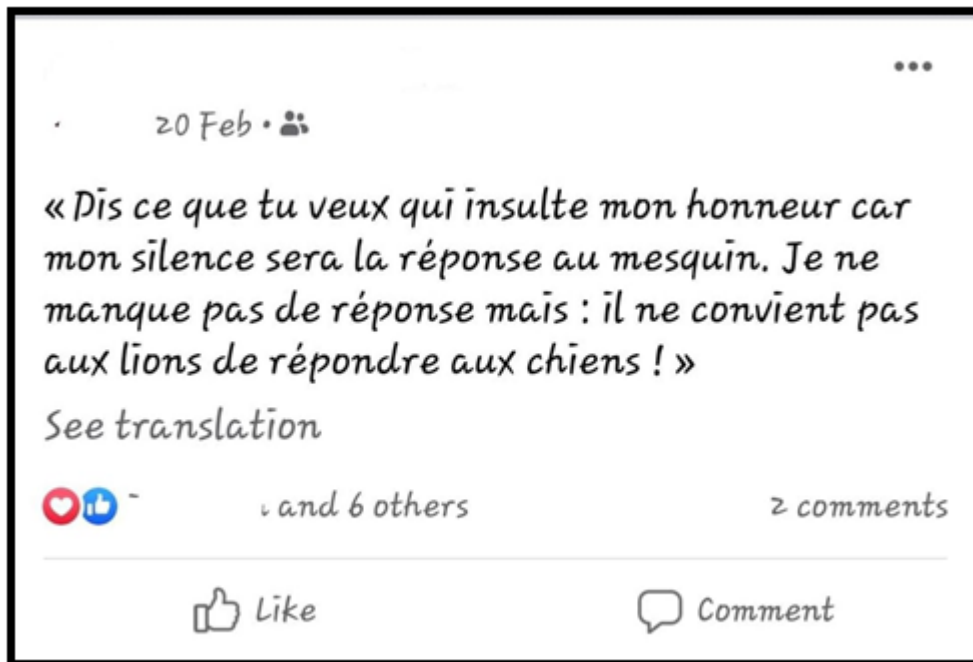 20 Feb •
« Dis ce que tu veux qui insulte mon honneur car
mon silence sera la réponse au mesquin. Je ne
manque pas de réponse mais : il ne convient pas
aux lions de répondre aux chiens ! »
See translation
and 6 others 2 comments
Like Comment